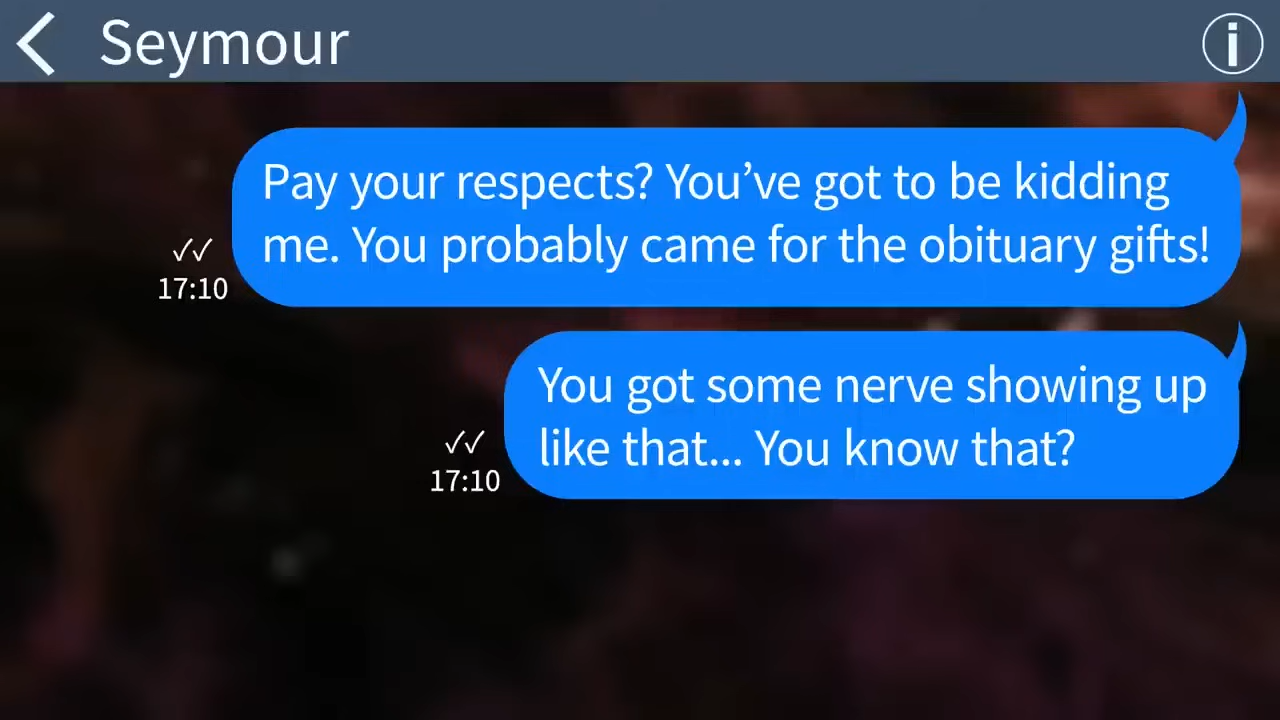 Seymour
Pay your respects? You’ve got to be kidding
me. You probably came for the obituary gifts!
✓✓
17:10
You got some nerve showing up
like that... You know that?
✓✓
17:10